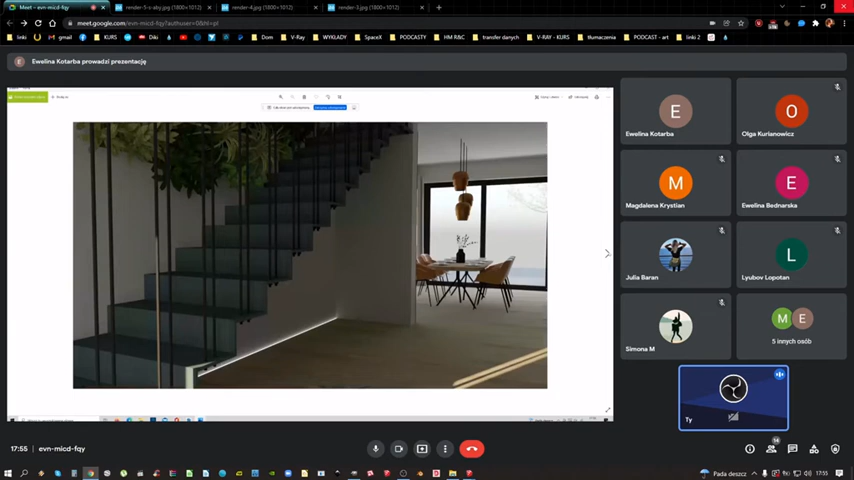 Meet – evn-micd-fqy
render-5-s-aby.jpg (1800×1012)
render-4.jpg (1800×1012)
render-3.jpg (1800×1012)
meet.google.com/evn-micd-fqy?authuser=0&hl=pl
linki
gmail
KURS
Diki
Dom
V-Ray
WYKŁADY
SpaceX
PODCASTY
HM R&C
transfer danych
V-RAY - KURS
tłumaczenia
PODCAST - art
linki 2
E
Ewelina Kotarba prowadzi prezentację
E
Ewelina Kotarba
O
Olga Kurianowicz
M
Magdalena Krystian
E
Ewelina Bednarska
Julia Baran
L
Lyubov Lopotan
Simona M
M
E
5 innych osób
Ty
17:55
evn-micd-fqy
14
Pada deszcz
17:55